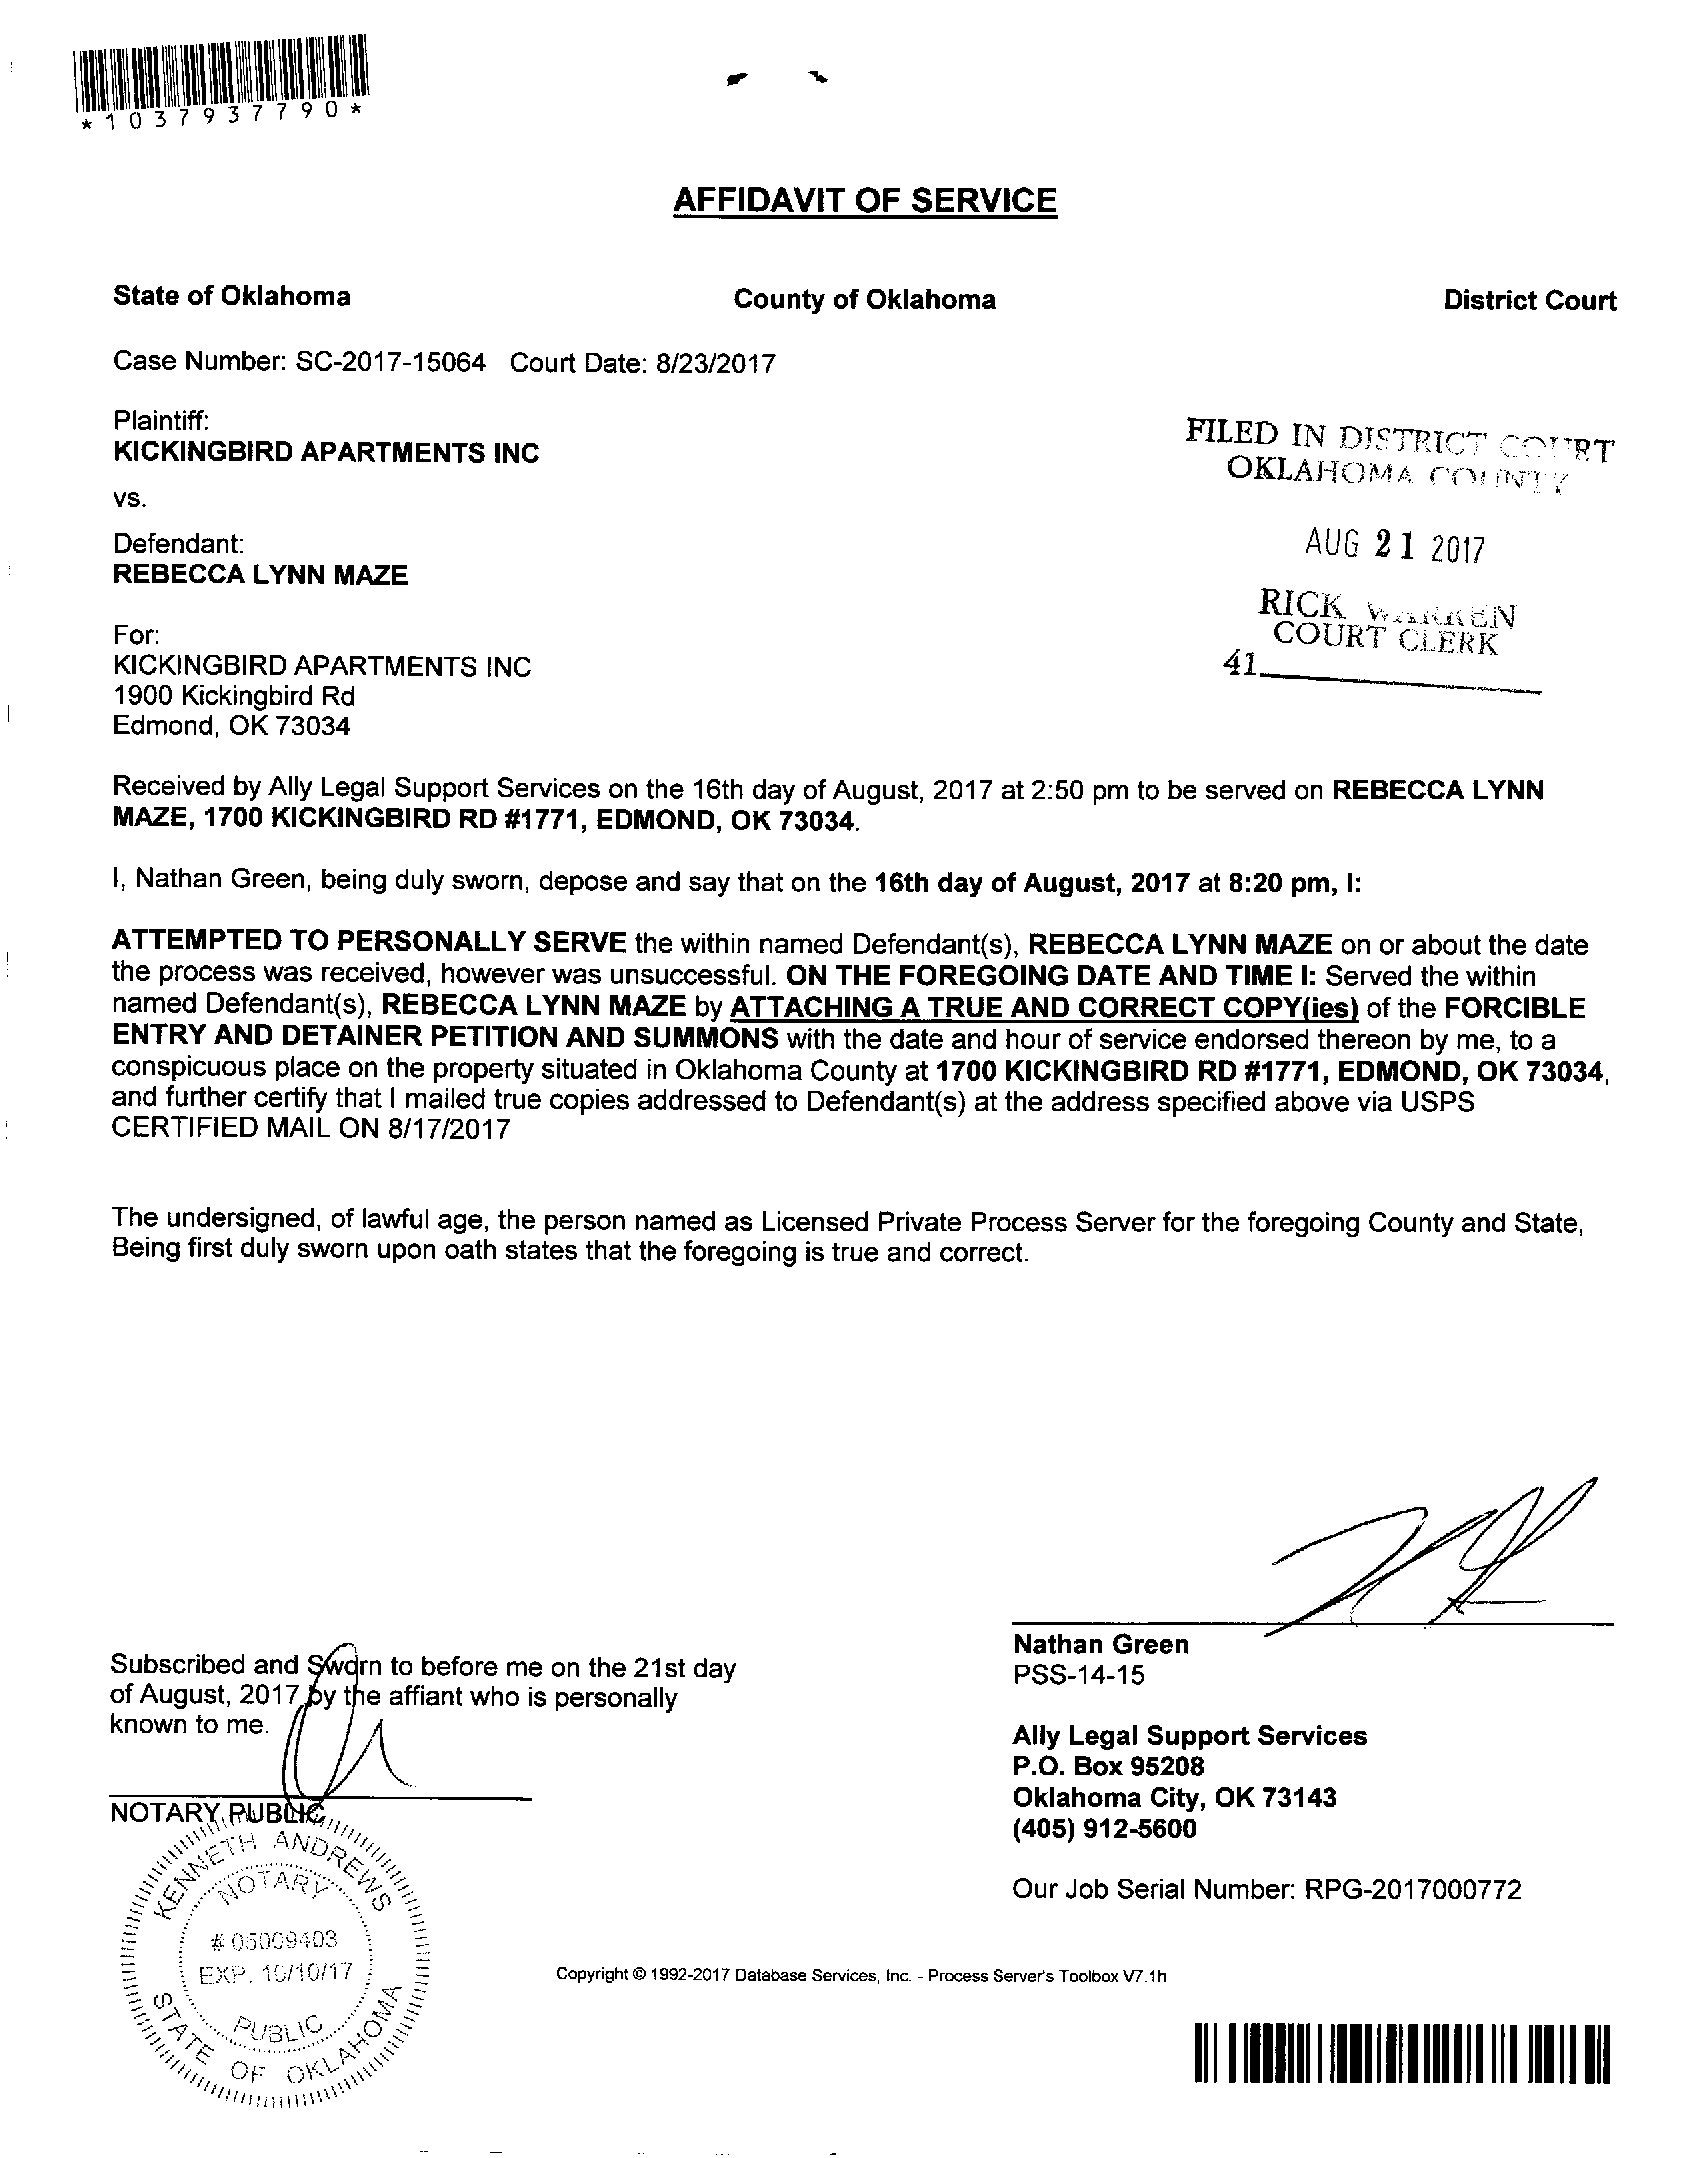 *1037937790*
AFFIDAVIT OF SERVICE
State of Oklahoma County of Oklahoma District Court
Case Number: SC-2017-15064 Court Date: 8/23/2017
Plaintiff:
KICKINGBIRD APARTMENTS INC
vs.
Defendant:
REBECCA LYNN MAZE
For:
KICKINGBIRD APARTMENTS INC
1900 Kickingbird Rd
Edmond, OK 73034
FILED IN DISTRICT COURT
OKLAHOMA COUNTY
AUG 21 2017
RICK WARREN
COURT CLERK
41
Received by Ally Legal Support Services on the 16th day of August, 2017 at 2:50 pm to be served on REBECCA LYNN
MAZE, 1700 KICKINGBIRD RD #1771, EDMOND, OK 73034.
I, Nathan Green, being duly sworn, depose and say that on the 16th day of August, 2017 at 8:20 pm, I:
ATTEMPTED TO PERSONALLY SERVE the within named Defendant(s), REBECCA LYNN MAZE on or about the date
the process was received, however was unsuccessful. ON THE FOREGOING DATE AND TIME I: Served the within
named Defendant(s), REBECCA LYNN MAZE by ATTACHING A TRUE AND CORRECT COPY(ies) of the FORCIBLE
ENTRY AND DETAINER PETITION AND SUMMONS with the date and hour of service endorsed thereon by me, to a
conspicuous place on the property situated in Oklahoma County at 1700 KICKINGBIRD RD #1771, EDMOND, OK 73034,
and further certify that I mailed true copies addressed to Defendant(s) at the address specified above via USPS
CERTIFIED MAIL ON 8/17/2017
The undersigned, of lawful age, the person named as Licensed Private Process Server for the foregoing County and State,
Being first duly sworn upon oath states that the foregoing is true and correct.
Subscribed and Sworn to before me on the 21st day
of August, 2017 by the affiant who is personally
known to me.
NOTARY PUBLIC
KENNETH ANDREWS
NOTARY
# 05009403
EXP. 10/10/17
PUBLIC
STATE OF OKLAHOMA
Nathan Green
PSS-14-15
Ally Legal Support Services
P.O. Box 95208
Oklahoma City, OK 73143
(405) 912-5600
Our Job Serial Number: RPG-2017000772
Copyright © 1992-2017 Database Services, Inc. - Process Server's Toolbox V7.1h